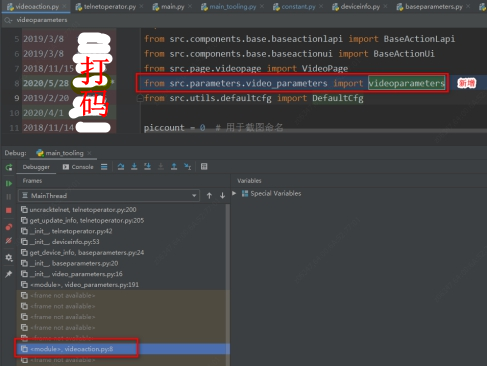 videoaction.py
telnetoperator.py
main.py
main_tooling.py
constant.py
deviceinfo.py
baseparameters.py
videoparameters
5 2019/3/8 from src.components.base.baseactionlapi import BaseActionLapi
6 2019/3/8 from src.components.base.baseactionui import BaseActionUi
7 2018/11/15 from src.page.videopage import VideoPage
8 2020/5/28 from src.parameters.video_parameters import videoparameters 新增
9 2019/2/20 from src.utils.defaultcfg import DefaultCfg
10 2020/4/1
11 2018/11/14 piccount = 0 # 用于截图命名
打码
Debug: main_tooling
Debugger Console
Frames
Variables
MainThread
Special Variables
uncracktelnet, telnetoperator.py:200
get_update_info, telnetoperator.py:205
__init__, telnetoperator.py:42
__init__, deviceinfo.py:53
get_device_info, baseparameters.py:24
__init__, baseparameters.py:20
__init__, video_parameters.py:16
<module>, video_parameters.py:191
<frame not available>
<frame not available>
<frame not available>
<frame not available>
<frame not available>
<module>, videoaction.py:8
<frame not available>